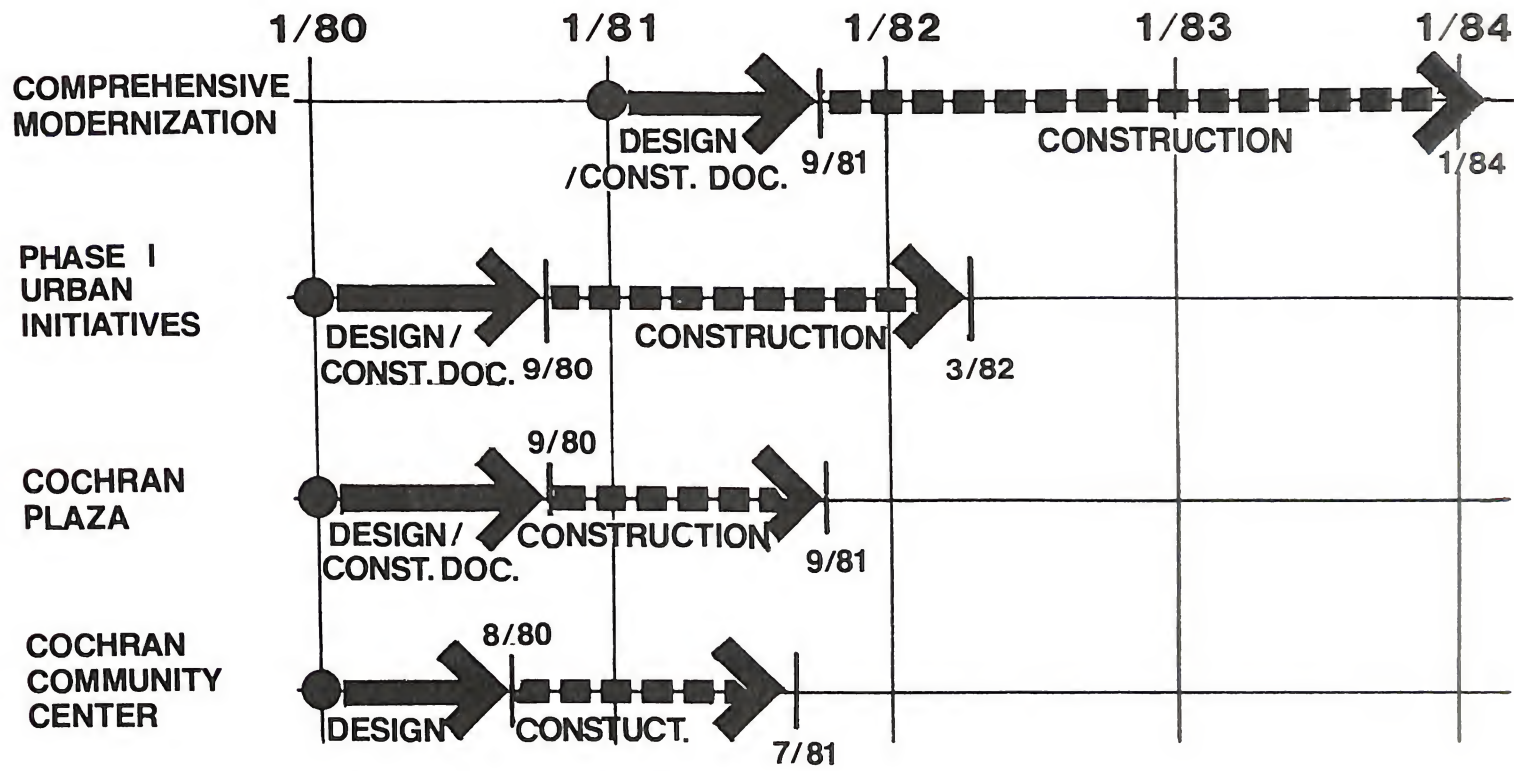 1/80 1/81 1/82 1/83 1/84
COMPREHENSIVE
MODERNIZATION
DESIGN
/CONST. DOC.
9/81
CONSTRUCTION
1/84
PHASE I
URBAN
INITIATIVES
DESIGN/
CONST. DOC.
9/80
CONSTRUCTION
3/82
COCHRAN
PLAZA
DESIGN/
CONST. DOC.
9/80
CONSTRUCTION
9/81
COCHRAN
COMMUNITY
CENTER
DESIGN
8/80
CONSTUCT.
7/81